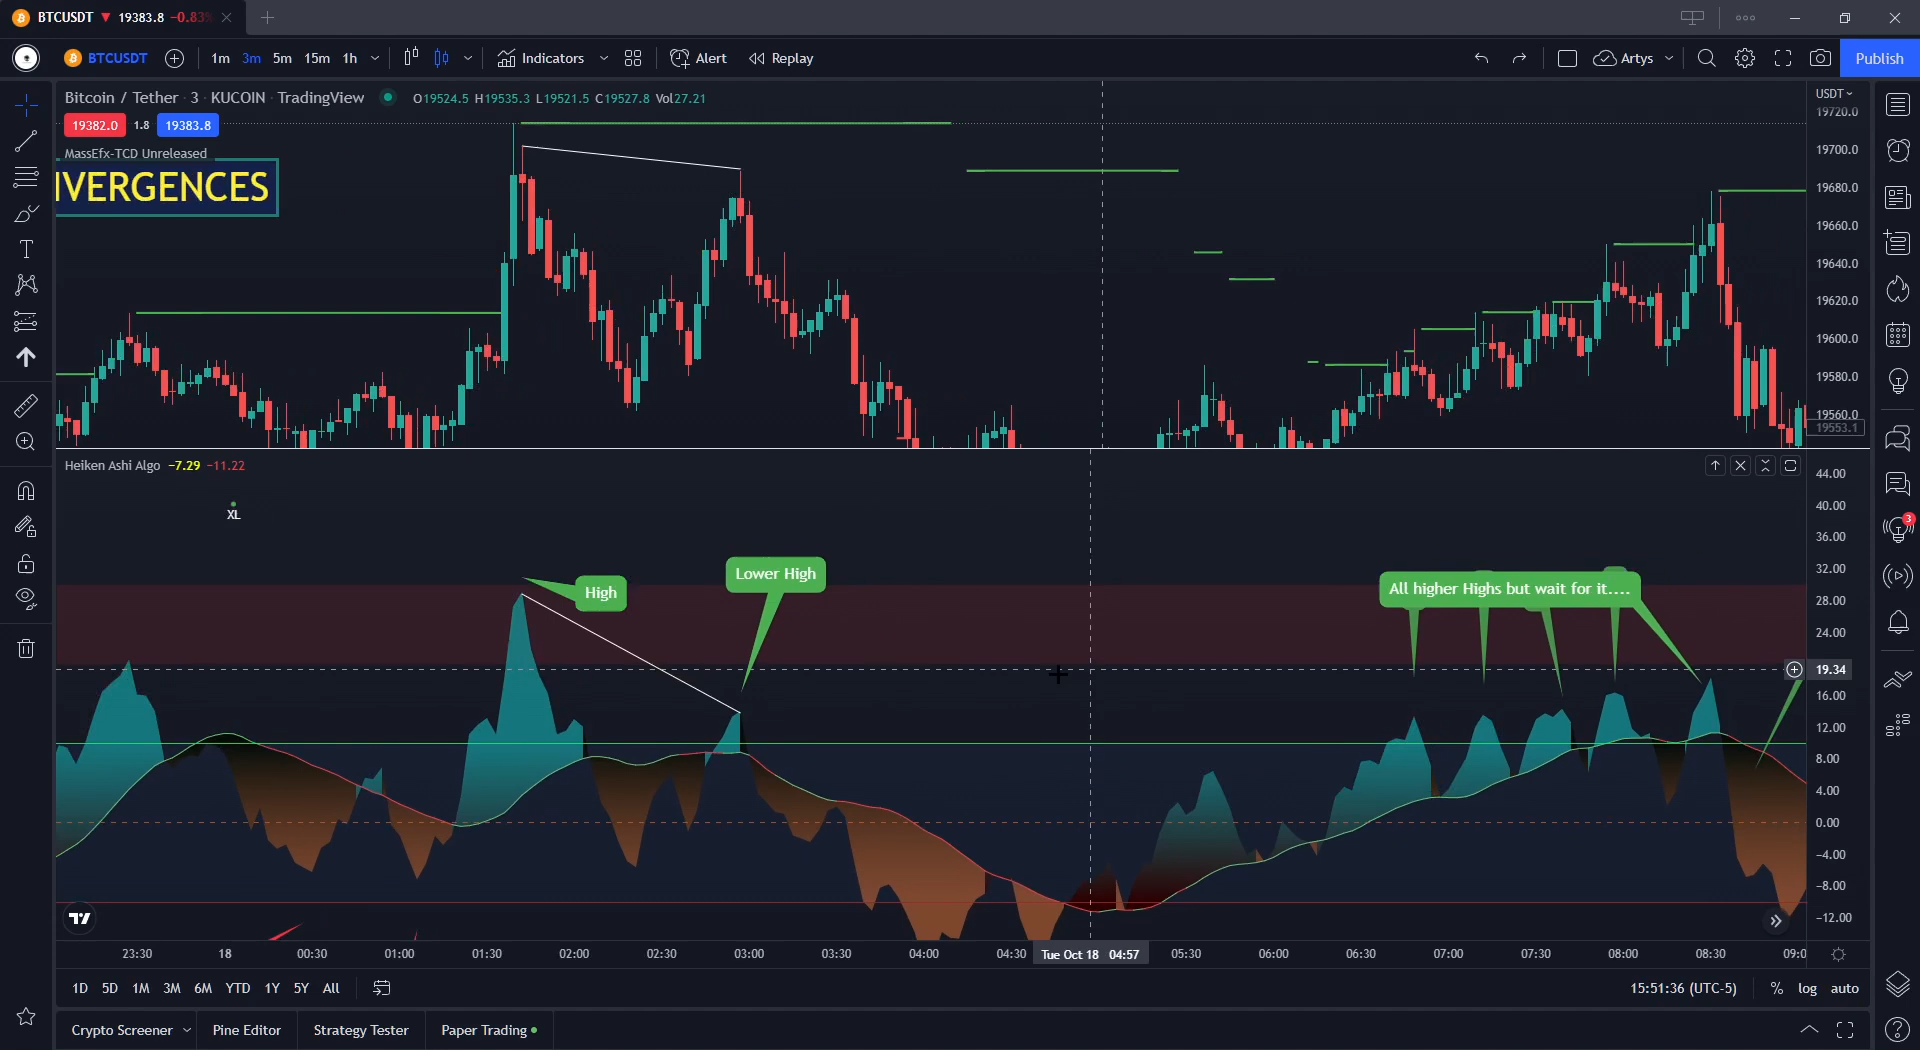 BTCUSDT ▼ 19383.8 −0.83%
BTCUSDT 1m 3m 5m 15m 1h Indicators Alert Replay Artys Publish
Bitcoin / Tether · 3 · KUCOIN · TradingView O19524.5 H19535.3 L19521.5 C19527.8 Vol27.21
19382.0 1.8 19383.8
MassEfx-TCD Unreleased
IVERGENCES
USDT
19720.0
19700.0
19680.0
19660.0
19640.0
19620.0
19600.0
19580.0
19560.0
19553.1
Heiken Ashi Algo −7.29 −11.22
XL
High
Lower High
All higher Highs but wait for it....
44.00
40.00
36.00
32.00
28.00
24.00
19.34
16.00
12.00
8.00
4.00
0.00
−4.00
−8.00
−12.00
3
23:30 18 00:30 01:00 01:30 02:00 02:30 03:00 03:30 04:00 04:30 Tue Oct 18 04:57 05:30 06:00 06:30 07:00 07:30 08:00 08:30 09:0
1D 5D 1M 3M 6M YTD 1Y 5Y All 15:51:36 (UTC-5) % log auto
Crypto Screener Pine Editor Strategy Tester Paper Trading